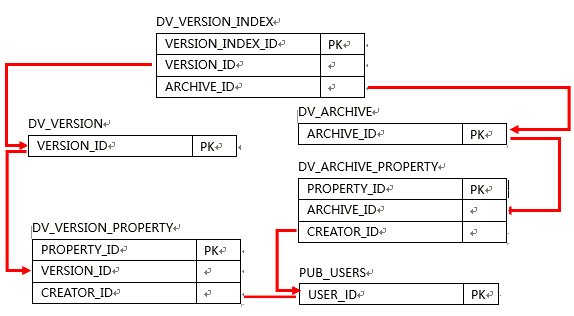 DV_VERSION_INDEX
VERSION_INDEX_ID PK
VERSION_ID
ARCHIVE_ID
DV_VERSION
VERSION_ID PK
DV_ARCHIVE
ARCHIVE_ID PK
DV_ARCHIVE_PROPERTY
PROPERTY_ID PK
ARCHIVE_ID
CREATOR_ID
DV_VERSION_PROPERTY
PROPERTY_ID PK
VERSION_ID
CREATOR_ID
PUB_USERS
USER_ID PK